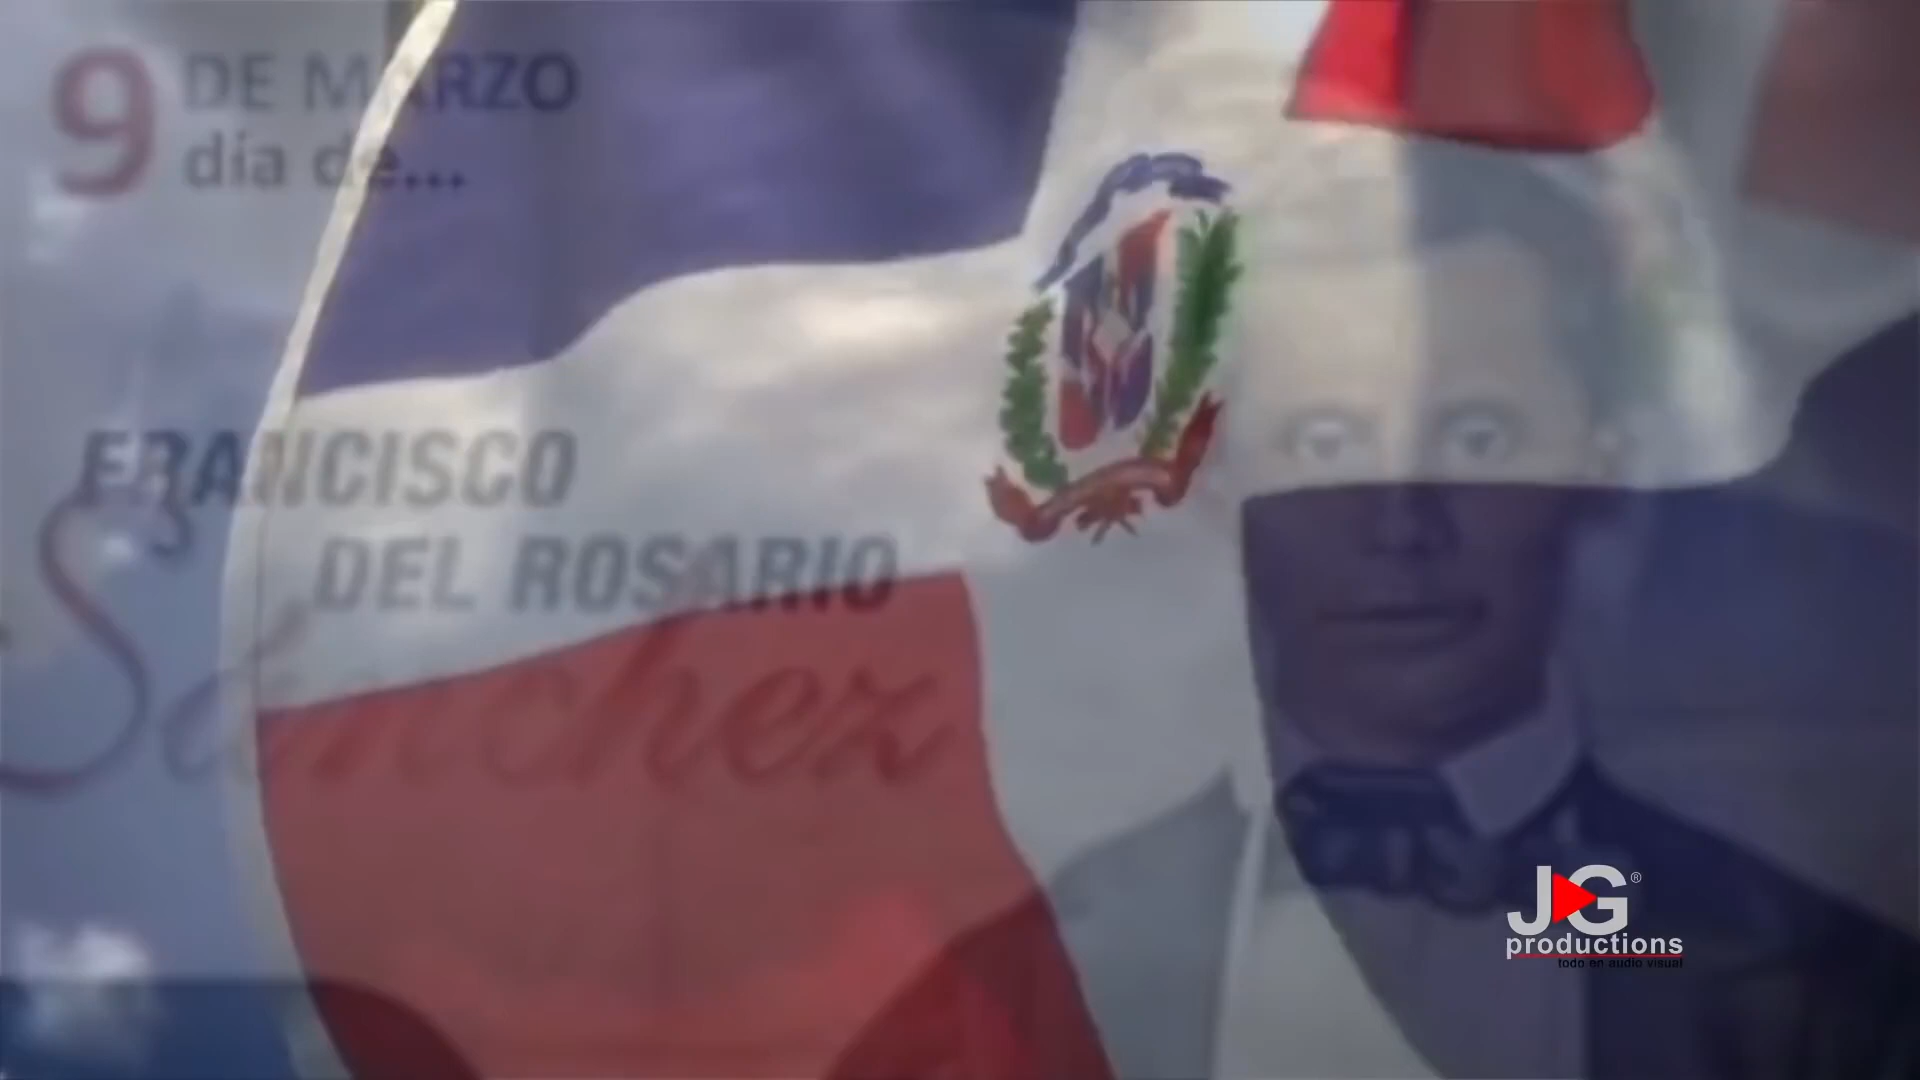 9 DE MARZO
día de...
FRANCISCO
DEL ROSARIO
Sánchez
JG®
productions
todo en audio visual